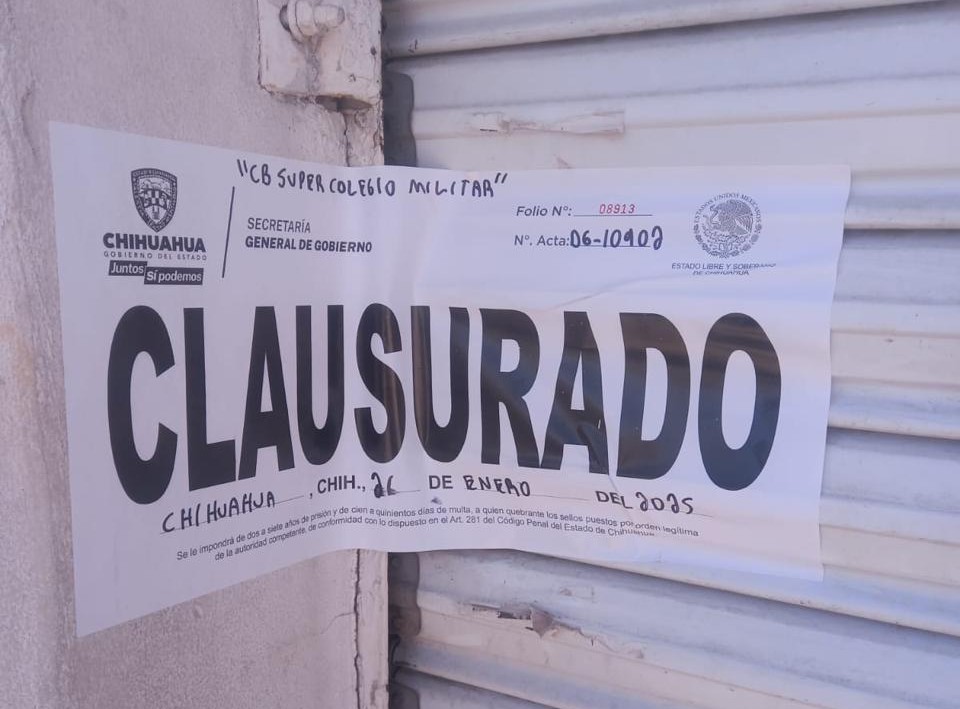 "CB SUPER COLEGIO MILITAR"
CHIHUAHUA
GOBIERNO DEL ESTADO
Juntos Sí podemos
SECRETARÍA
GENERAL DE GOBIERNO
Folio Nº: 08913
Nº. Acta: 06-10902
ESTADOS UNIDOS MEXICANOS
ESTADO LIBRE Y SOBERANO
DE CHIHUAHUA
CLAUSURADO
CHIHUAHUA, CHIH., 26 DE ENERO DEL 2025
Se le impondrá de dos a siete años de prisión y de cien a quinientos días de multa, a quien quebrante los sellos puestos por orden legítima
de la autoridad competente, de conformidad con lo dispuesto en el Art. 281 del Código Penal del Estado de Chihuahua.